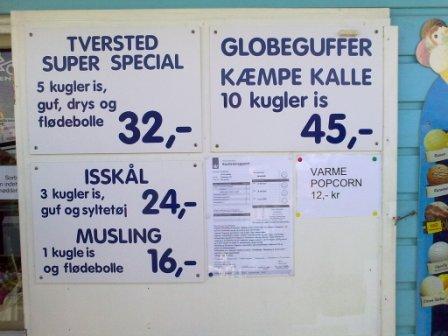 TVERSTED
SUPER SPECIAL
5 kugler is,
guf, drys og
flødebolle
32,-
GLOBEGUFFER
KÆMPE KALLE
10 kugler is
45,-
ISSKÅL
3 kugler is,
guf og syltetøj
24,-
MUSLING
1 kugle is
og flødebolle
16,-
VARME
POPCORN
12,- kr